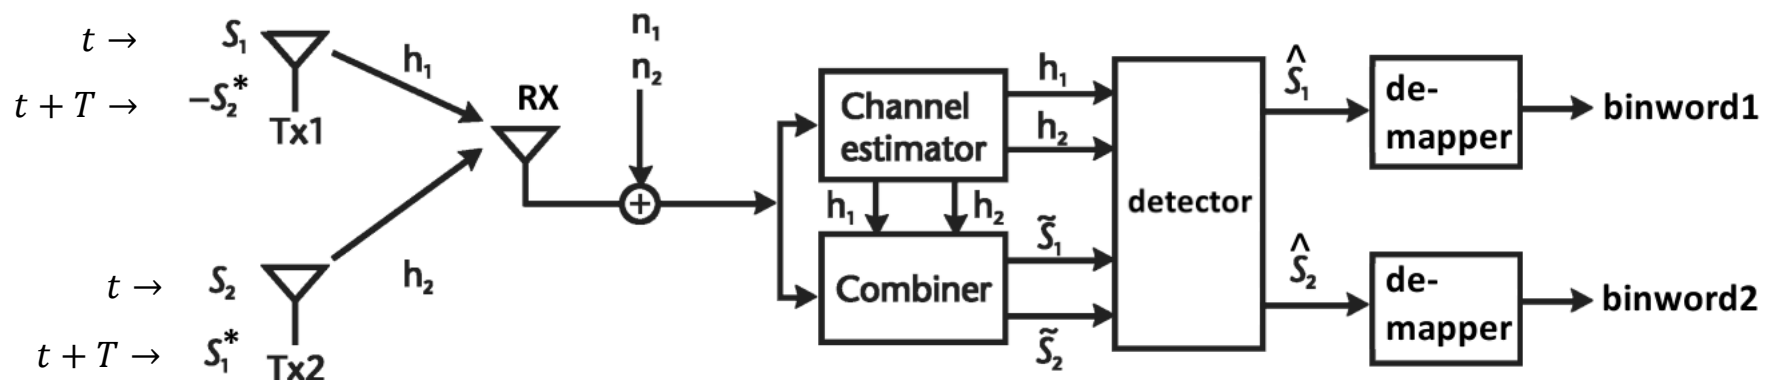 t → S₁
t + T → −S₂*
Tx1
h₁
t → S₂
t + T → S₁*
Tx2
h₂
RX
n₁
n₂
+
Channel
estimator
h₁
h₂
h₁
h₂
Combiner
S̃₁
S̃₂
detector
Ŝ₁
Ŝ₂
de-
mapper
binword1
de-
mapper
binword2